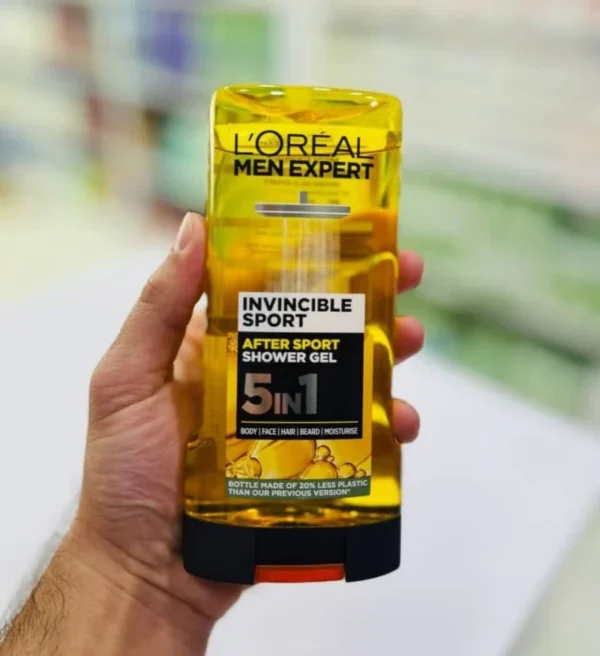 L'ORÉAL
MEN EXPERT
INVINCIBLE
SPORT
AFTER SPORT
SHOWER GEL
5IN1
BODY | FACE | HAIR | BEARD | MOISTURISE
BOTTLE MADE OF 20% LESS PLASTIC
THAN OUR PREVIOUS VERSION*